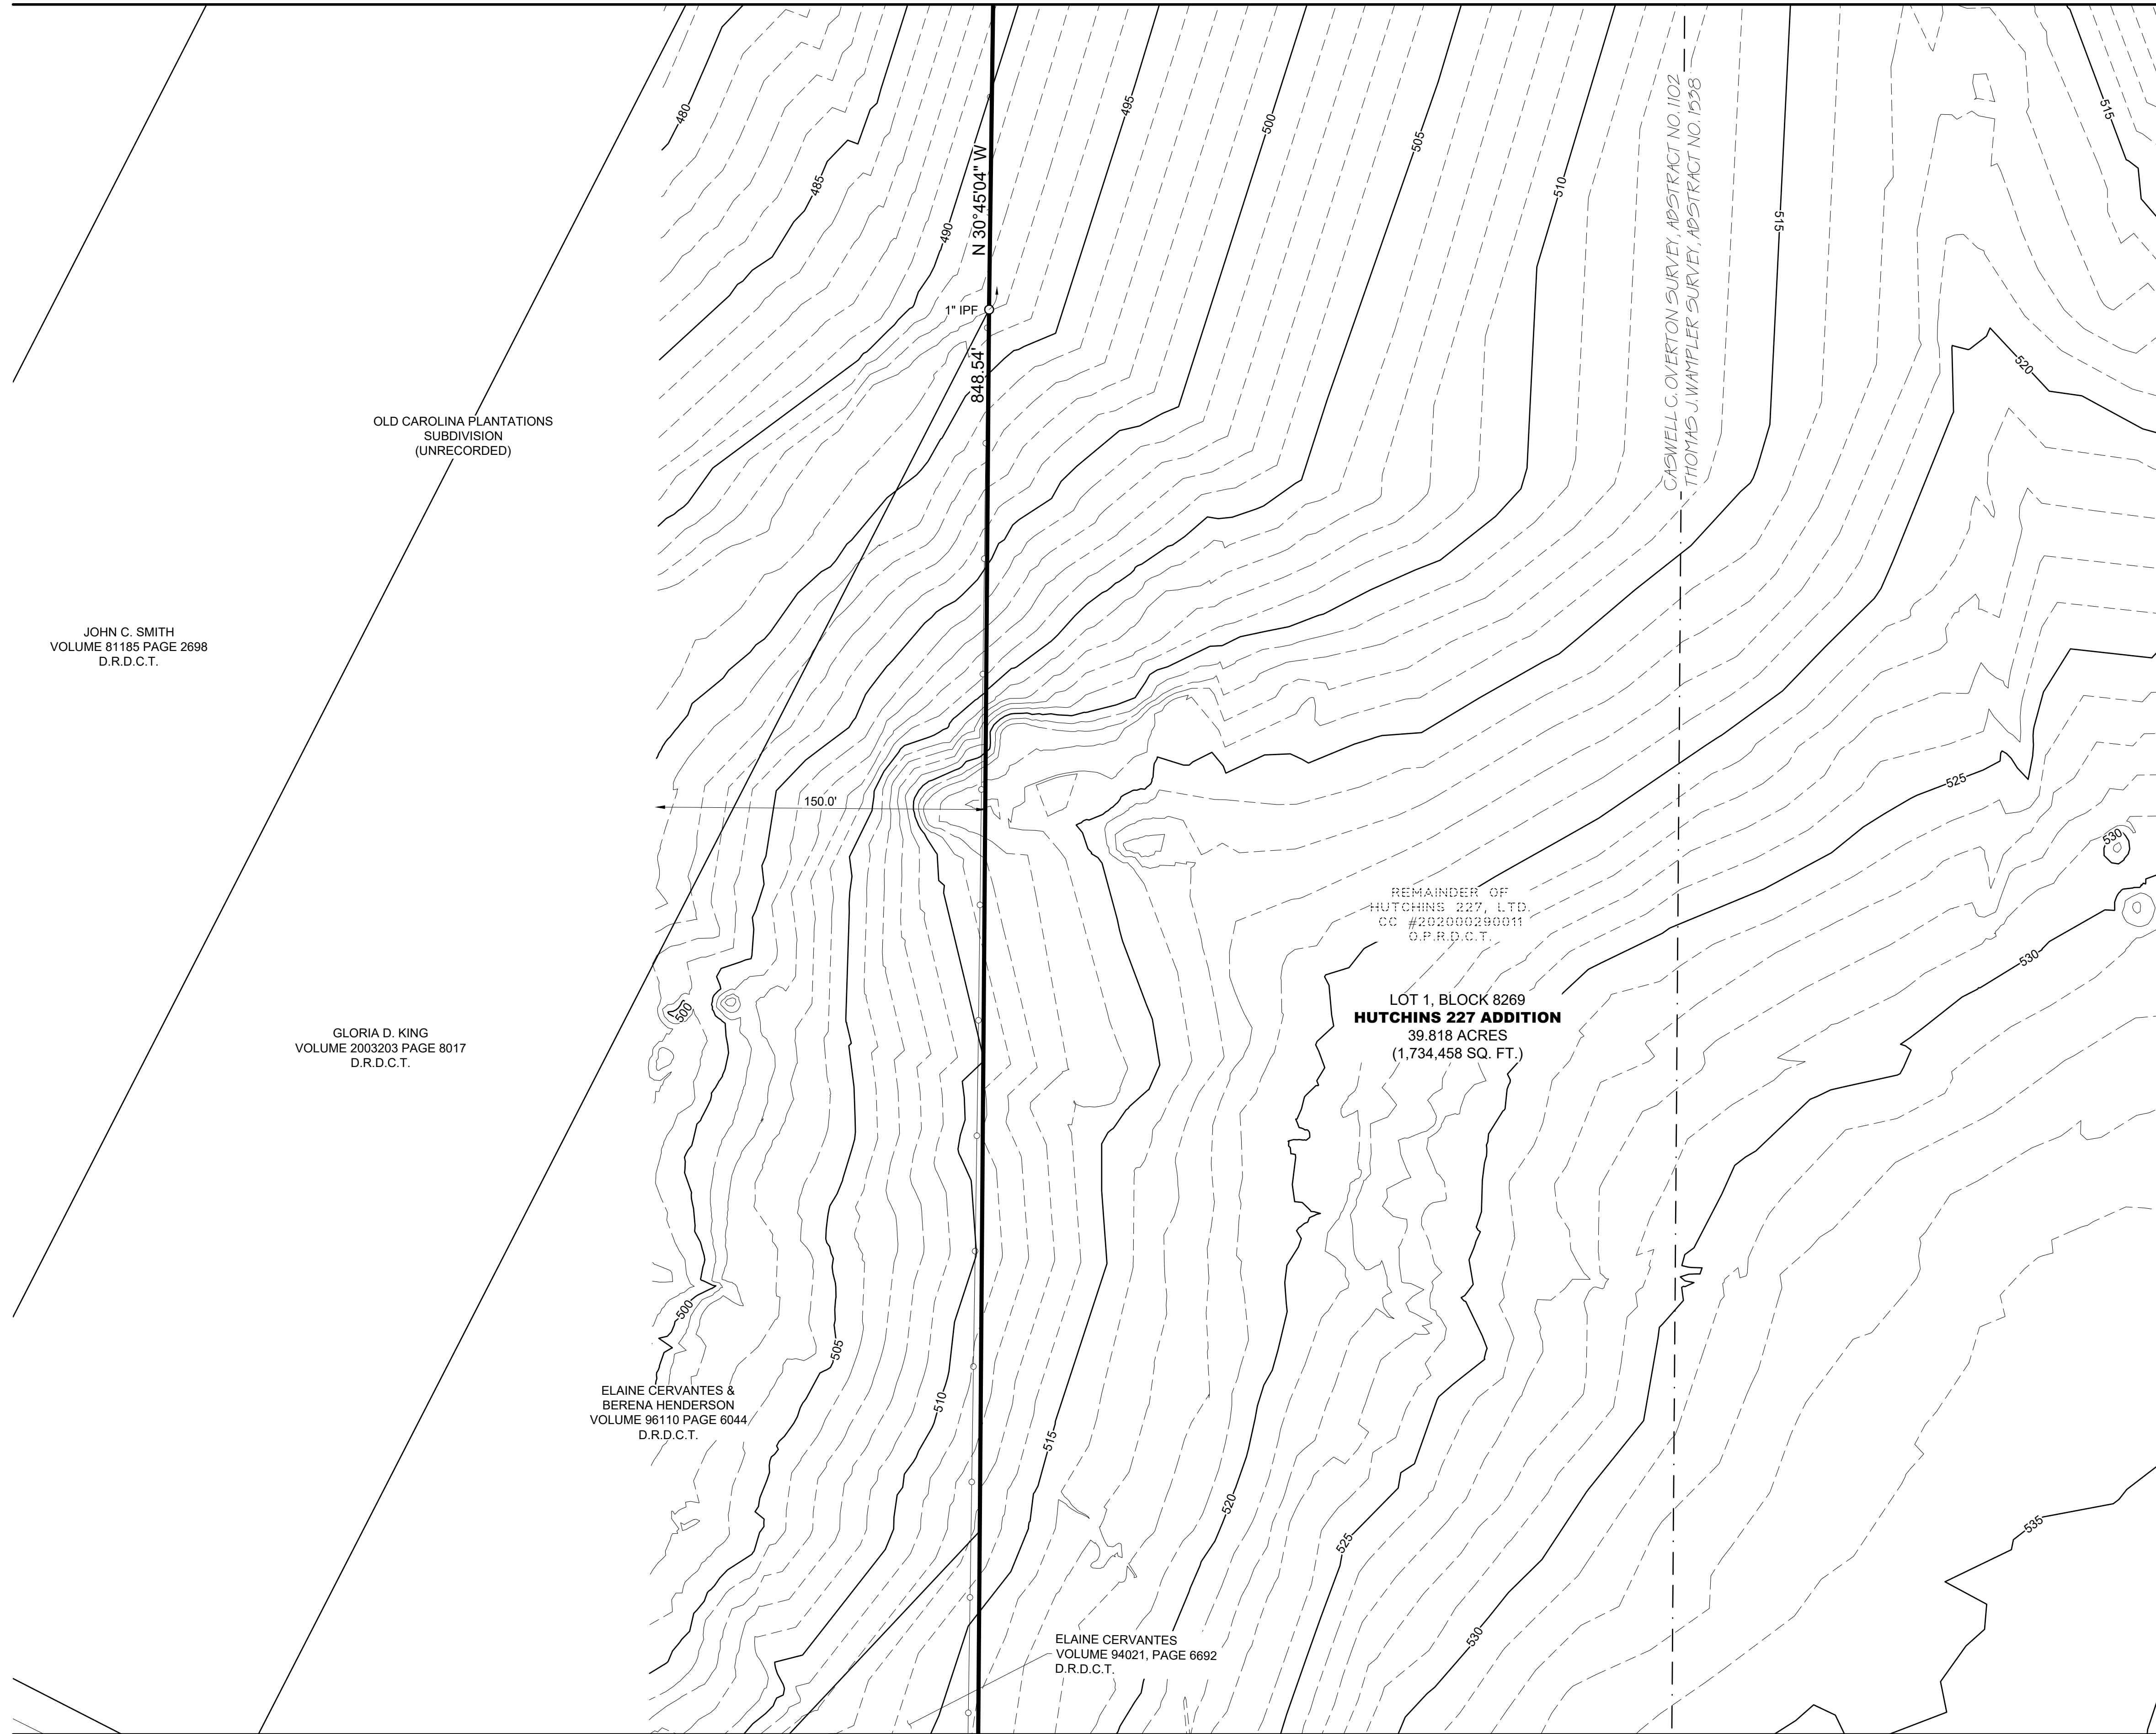 480
485
490
N 30°45'04" W
495
500
505
510
CASWELL C. OVERTON SURVEY, ABSTRACT NO. 1102
THOMAS J. WAMPLER SURVEY, ABSTRACT NO. 1538
515
515
1" IPF
848.54'
520
OLD CAROLINA PLANTATIONS
SUBDIVISION
(UNRECORDED)
JOHN C. SMITH
VOLUME 81185 PAGE 2698
D.R.D.C.T.
150.0'
525
530
REMAINDER OF
HUTCHINS 227, LTD.
CC #202000290011
O.P.R.D.C.T.
530
LOT 1, BLOCK 8269
HUTCHINS 227 ADDITION
39.818 ACRES
(1,734,458 SQ. FT.)
500
GLORIA D. KING
VOLUME 2003203 PAGE 8017
D.R.D.C.T.
500
505
ELAINE CERVANTES &
BERENA HENDERSON
VOLUME 96110 PAGE 6044
D.R.D.C.T.
510
515
520
525
535
530
ELAINE CERVANTES
VOLUME 94021, PAGE 6692
D.R.D.C.T.